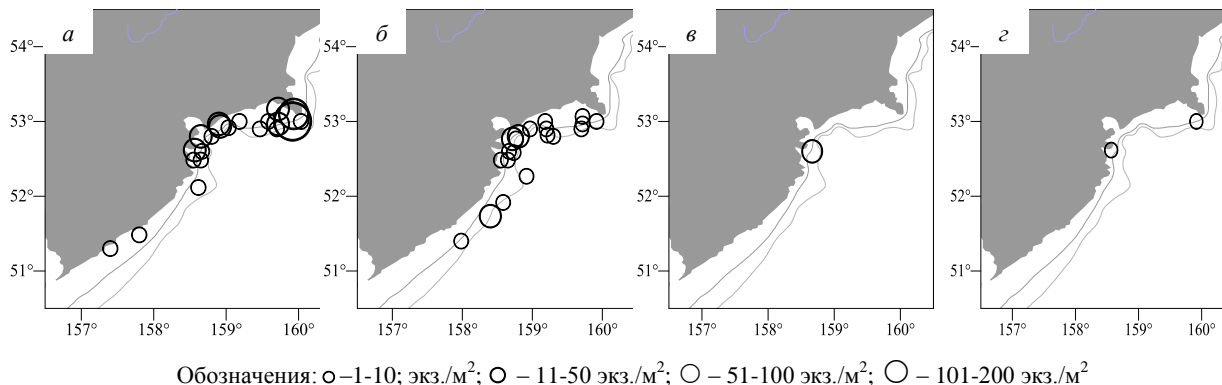 а б в г
54° 54° 54° 54°
53° 53° 53° 53°
52° 52° 52° 52°
51° 51° 51° 51°
157° 158° 159° 160° 157° 158° 159° 160° 157° 158° 159° 160° 157° 158° 159° 160°
Обозначения: –1-10; экз./м²; – 11-50 экз./м²; – 51-100 экз./м²; – 101-200 экз./м²